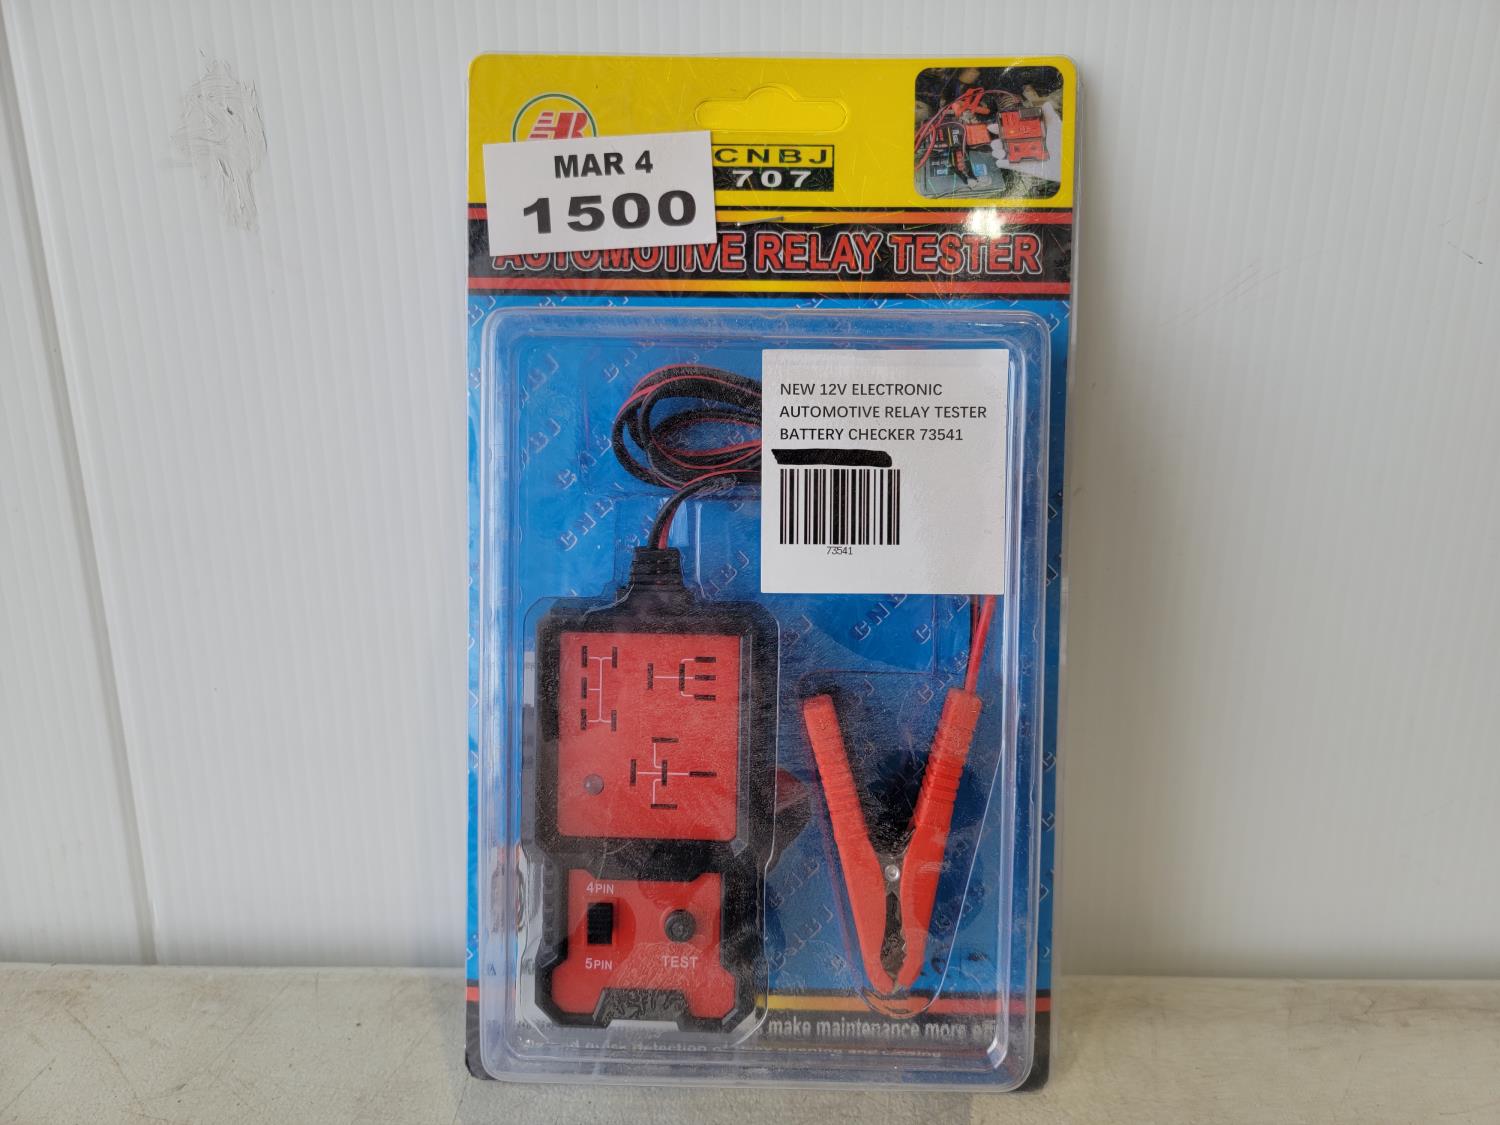 MAR 4
1500
CNBJ
707
AUTOMOTIVE RELAY TESTER
NEW 12V ELECTRONIC
AUTOMOTIVE RELAY TESTER
BATTERY CHECKER 73541
73541
CNBJ
4PIN
5PIN
TEST
make maintenance more